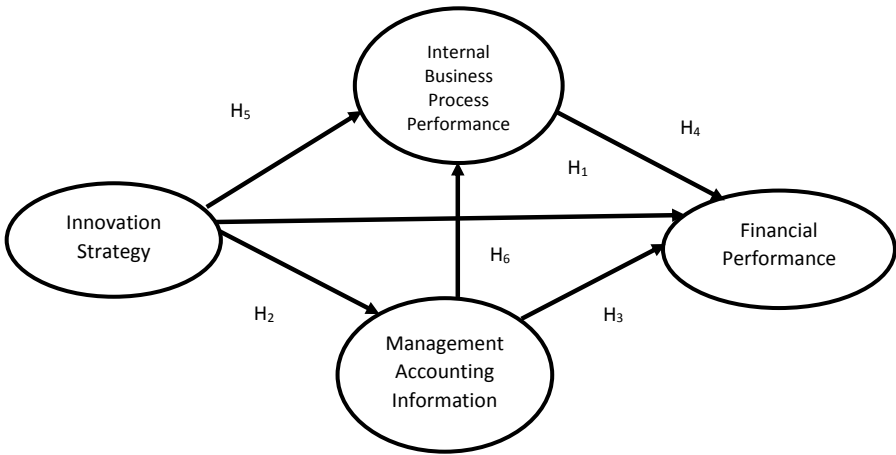 Internal
Business
Process
Performance
H₅
H₄
H₁
Innovation
Strategy
Financial
Performance
H₆
H₂
H₃
Management
Accounting
Information